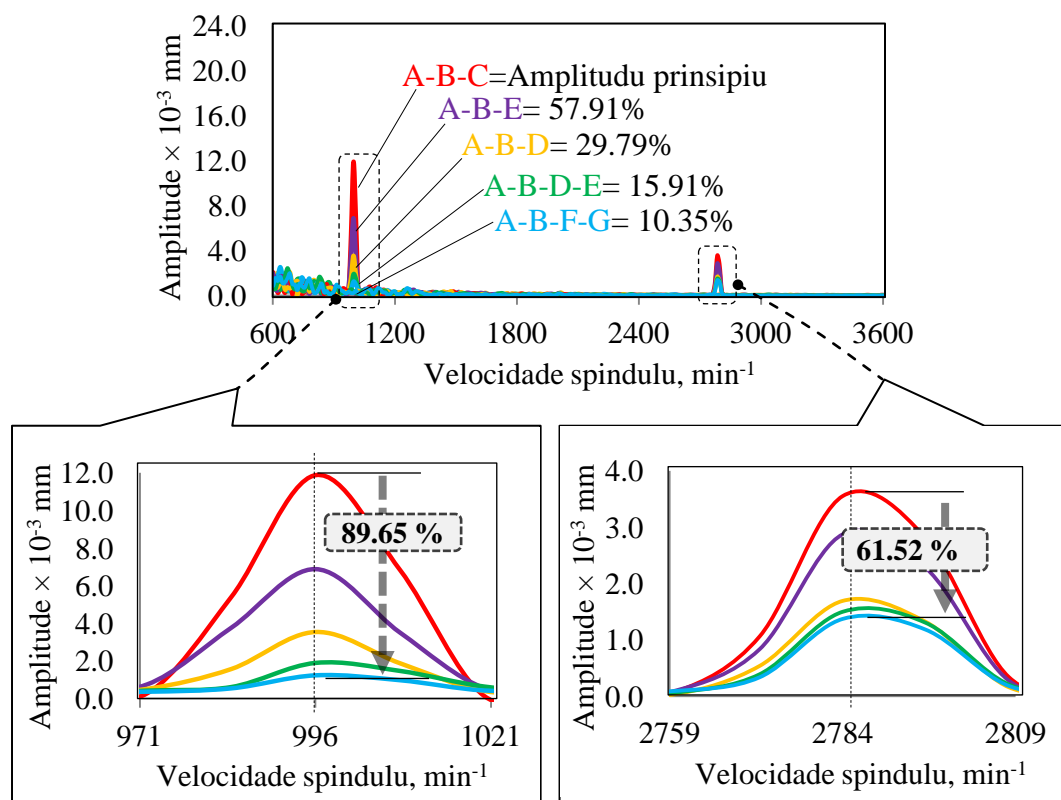 24.0
20.0
16.0
12.0
8.0
4.0
0.0
Amplitude × 10-3 mm
A-B-C=Amplitudu prinsipiu
A-B-E= 57.91%
A-B-D= 29.79%
A-B-D-E= 15.91%
A-B-F-G= 10.35%
600 1200 1800 2400 3000 3600
Velocidade spindulu, min-1
12.0
10.0
8.0
6.0
4.0
2.0
0.0
Amplitude × 10-3 mm
89.65 %
971 996 1021
Velocidade spindulu, min-1
4.0
3.0
2.0
1.0
0.0
Amplitude × 10-3 mm
61.52 %
2759 2784 2809
Velocidade spindulu, min-1